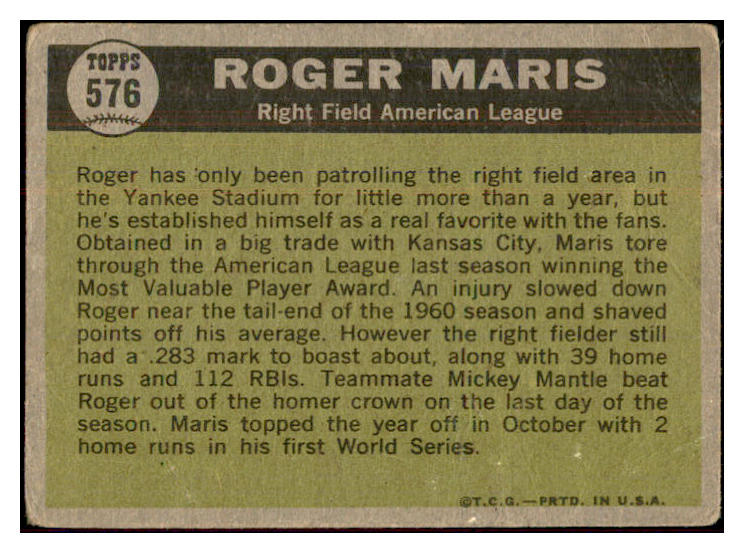 TOPPS
576
ROGER MARIS
Right Field American League
Roger has only been patrolling the right field area in
the Yankee Stadium for little more than a year, but
he's established himself as a real favorite with the fans.
Obtained in a big trade with Kansas City, Maris tore
through the American League last season winning the
Most Valuable Player Award. An injury slowed down
Roger near the tail-end of the 1960 season and shaved
points off his average. However the right fielder still
had a .283 mark to boast about, along with 39 home
runs and 112 RBIs. Teammate Mickey Mantle beat
Roger out of the homer crown on the last day of the
season. Maris topped the year off in October with 2
home runs in his first World Series.
©T.C.G.—PRTD. IN U.S.A.